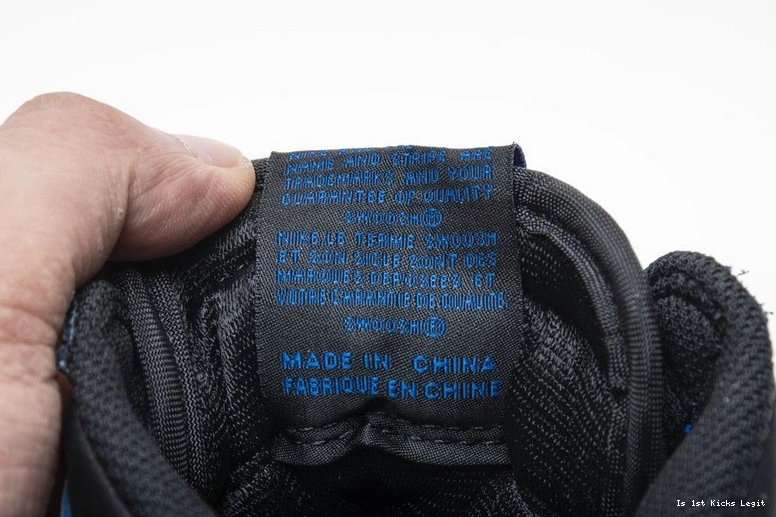 NAME AND STRIPE ARE
TRADEMARKS AND YOUR
GUARANTEE OF QUALITY
SWOOSH®
NIKE LE TERME SWOOSH
ET SON SIGLE SONT DES
MARQUES DEPOSEES ET
VOTRE GARANTIE DE
SWOOSH®
MADE IN CHINA
FABRIQUE EN CHINE
Is 1st Kicks Legit